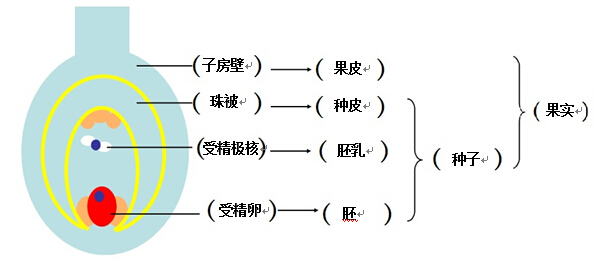 (子房壁) → (果皮)
(珠被) → (种皮)
(受精极核) → (胚乳)
(受精卵) → (胚)
(种子)
(果实)